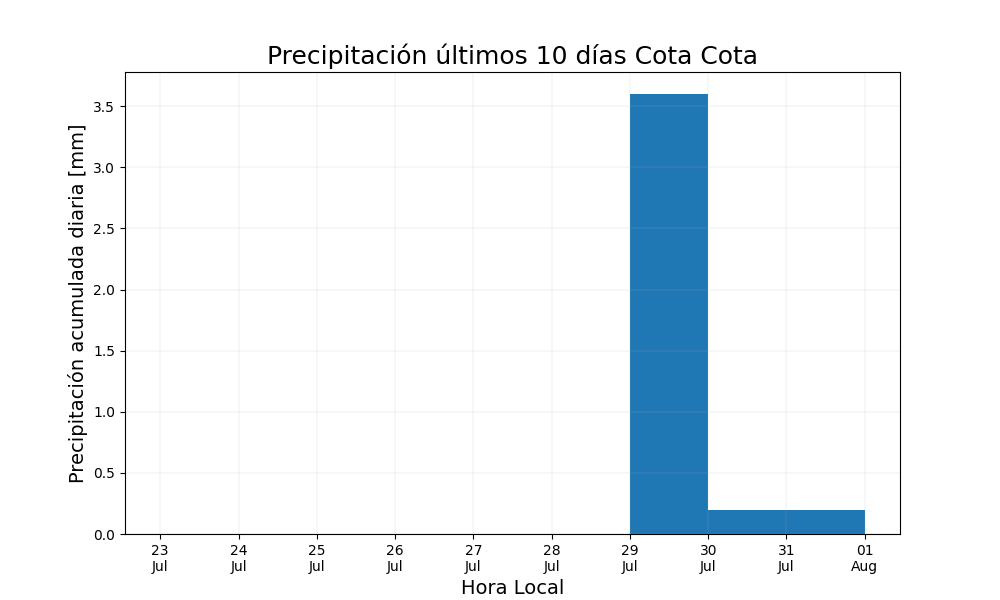 Precipitación últimos 10 días Cota Cota
Precipitación acumulada diaria [mm]
3.5
3.0
2.5
2.0
1.5
1.0
0.5
0.0
23 24 25 26 27 28 29 30 31 01
Jul Jul Jul Jul Jul Jul Jul Jul Jul Aug
Hora Local